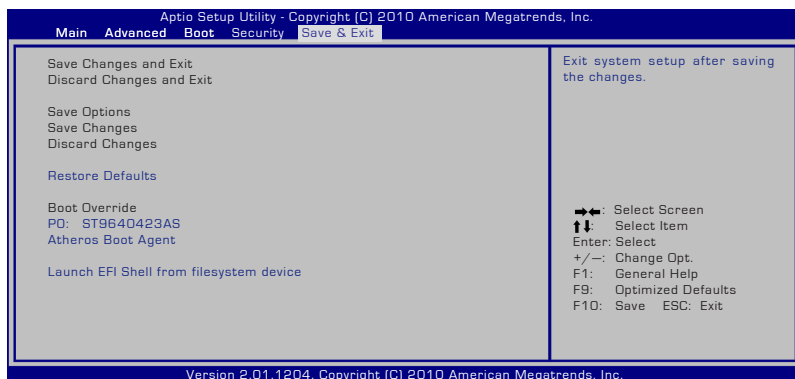 Aptio Setup Utility - Copyright (C) 2010 American Megatrends, Inc.
Main Advanced Boot Security Save & Exit
Save Changes and Exit
Discard Changes and Exit
Save Options
Save Changes
Discard Changes
Restore Defaults
Boot Override
P0: ST9640423AS
Atheros Boot Agent
Launch EFI Shell from filesystem device
Exit system setup after saving
the changes.
→←: Select Screen
↑↓: Select Item
Enter: Select
+/—: Change Opt.
F1: General Help
F9: Optimized Defaults
F10: Save ESC: Exit
Version 2.01.1204. Copyright (C) 2010 American Megatrends, Inc.